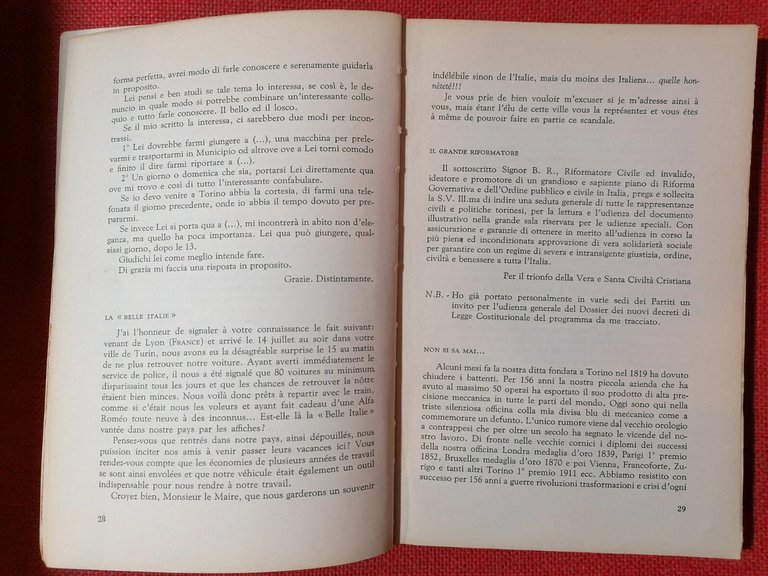 forma perfetta, avrei modo di farle conoscere e serenamente guidarla
in proposito.
Lei pensi e ben studi se tale tema lo interessa, se così è, le de-
nuncio in quale modo si potrebbe combinare un'interessante collo-
quio e tutto farle conoscere. Il bello ed il losco.
Se il mio scritto la interessa, ci sarebbero due modi per incon-
trassi.
1° Lei dovrebbe farmi giungere a (...), una macchina per prele-
varmi e trasportarmi in Municipio od altrove ove a Lei torni comodo
e finito il dire farmi riportare a (...).
2° Un giorno o domenica che sia, portarsi Lei direttamente qua
ove mi trovo e così di tutto l'interessante confabulare.
Se io devo venire a Torino abbia la cortesia, di farmi una tele-
fonata il giorno precedente, onde io abbia il tempo dovuto per pre-
pararmi.
Se invece Lei si porta qua a (...), mi incontrerà in abito non d'ele-
ganza, ma quello ha poca importanza. Lei qua può giungere, qual-
siasi giorno, dopo le 13.
Giudichi lei come meglio intende fare.
Di grazia mi faccia una risposta in proposito.
Grazie. Distintamente.
LA « BELLE ITALIE »
J'ai l'honneur de signaler à votre connaissance le fait suivant:
venant de Lyon (FRANCE) et arrivé le 14 juillet au soir dans votre
ville de Turin, nous avons eu la désagréable surprise le 15 au matin
de ne plus retrouver notre voiture. Ayant averti immédiatement le
service de police, il nous a été signalé que 80 voitures au minimum
disparissaint tous les jours et que les chances de retrouver la nôtre
étaient bien minces. Nous voilà donc prêts à repartir avec le train,
comme si c'était nous les voleurs et ayant fait cadeau d'une Alfa
Roméo toute neuve à des inconnus... Est-elle là la « Belle Italie »
vantée dans notre pays par les affiches?
Pensez-vous que rentrés dans notre pays, ainsi dépouillés, nous
puission inciter nos amis à venir passer leurs vacances ici? Vous
rendez-vous compte que les économies de plusieurs années de travail
se sont ainsi envolées et que notre véhicule était également un outil
indispensable pour nous rendre à notre travail.
Croyez bien, Monsieur le Maire, que nous garderons un souvenir
28
indélébile sinon de l'Italie, mais du moins des Italiens... quelle hon-
nêteté!!!
Je vous prie de bien vouloir m'excuser si je m'adresse ainsi à
vous, mais étant l'élu de cette ville vous la représentez et vous êtes
à même de pouvoir faire en partie ce scandale.
IL GRANDE RIFORMATORE
Il sottoscritto Signor B. R., Riformatore Civile ed invalido,
ideatore e promotore di un grandioso e sapiente piano di Riforma
Governativa e dell'Ordine pubblico e civile in Italia, prega e sollecita
la S.V. Ill.ma di indire una seduta generale di tutte le rappresentanze
civili e politiche torinesi, per la lettura e l'udienza del documento
illustrativo nella grande sala riservata per le udienze speciali. Con
assicurazione e garanzie di ottenere in merito all'udienza in corso la
più piena ed incondizionata approvazione di vera solidarietà sociale
per garantire con un regime di severo e intransigente giustizia, ordine,
civiltà e benessere a tutta l'Italia.
Per il trionfo della Vera e Santa Civiltà Cristiana
N.B. - Ho già portato personalmente in varie sedi dei Partiti un
invito per l'udienza generale del Dossier dei nuovi decreti di
Legge Costituzionale del programma da me tracciato.
NON SI SA MAI...
Alcuni mesi fa la nostra ditta fondata a Torino nel 1819 ha dovuto
chiudere i battenti. Per 156 anni la nostra piccola azienda che ha
avuto al massimo 50 operai ha esportato il suo prodotto di alta pre-
cisione meccanica in tutte le parti del mondo. Oggi sono qui nella
triste silenziosa officina colla mia divisa blu di meccanico come a
commemorare un defunto. L'unico rumore viene dal vecchio orologio
a contrappesi che per oltre un secolo ha segnato le vicende del no-
stro lavoro. Di fronte nelle vecchie cornici i diplomi dei successi
della nostra officina Londra medaglia d'oro 1839, Parigi 1° premio
1852, Bruxelles medaglia d'oro 1870 e poi Vienna, Francoforte, Zu-
rigo e tanti altri Torino 1° premio 1911 ecc. Abbiamo resistito con
successo per 156 anni a guerre rivoluzioni trasformazioni e crisi d'ogni
29